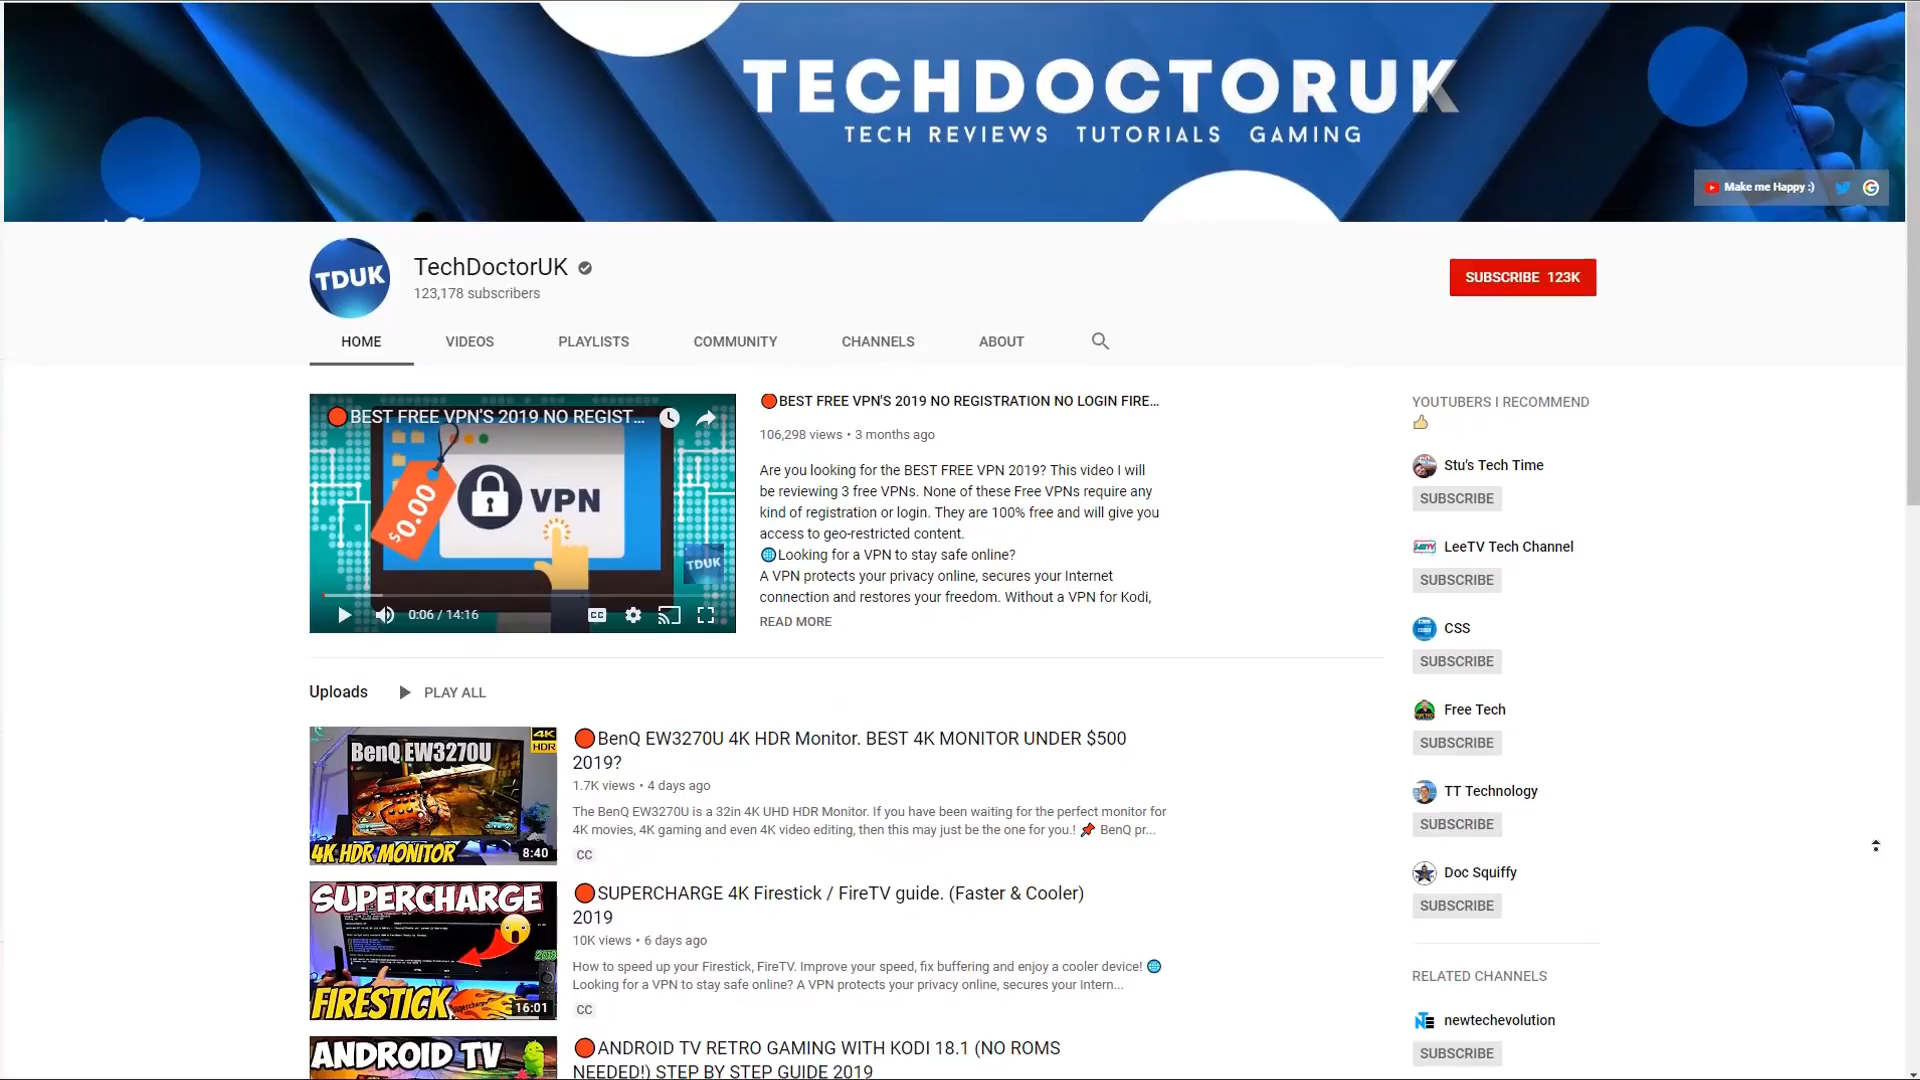 TECHDOCTORUK
TECH REVIEWS TUTORIALS GAMING
Make me Happy :)
TDUK
TechDoctorUK
123,178 subscribers
SUBSCRIBE 123K
HOME
VIDEOS
PLAYLISTS
COMMUNITY
CHANNELS
ABOUT
BEST FREE VPN'S 2019 NO REGIST...
$0.00
VPN
TDUK
0:06 / 14:16
CC
BEST FREE VPN'S 2019 NO REGISTRATION NO LOGIN FIRE...
106,298 views • 3 months ago
Are you looking for the BEST FREE VPN 2019? This video I will
be reviewing 3 free VPNs. None of these Free VPNs require any
kind of registration or login. They are 100% free and will give you
access to geo-restricted content.
Looking for a VPN to stay safe online?
A VPN protects your privacy online, secures your Internet
connection and restores your freedom. Without a VPN for Kodi,
READ MORE
Uploads
PLAY ALL
BenQ EW3270U
4K
HDR
4K HDR MONITOR
8:40
BenQ EW3270U 4K HDR Monitor. BEST 4K MONITOR UNDER $500
2019?
1.7K views • 4 days ago
The BenQ EW3270U is a 32in 4K UHD HDR Monitor. If you have been waiting for the perfect monitor for
4K movies, 4K gaming and even 4K video editing, then this may just be the one for you.! BenQ pr...
CC
SUPERCHARGE
2019
FIRESTICK
16:01
SUPERCHARGE 4K Firestick / FireTV guide. (Faster & Cooler)
2019
10K views • 6 days ago
How to speed up your Firestick, FireTV. Improve your speed, fix buffering and enjoy a cooler device!
Looking for a VPN to stay safe online? A VPN protects your privacy online, secures your Intern...
CC
ANDROID TV
ANDROID TV RETRO GAMING WITH KODI 18.1 (NO ROMS
NEEDED!) STEP BY STEP GUIDE 2019
YOUTUBERS I RECOMMEND
Stu's Tech Time
SUBSCRIBE
LeeTV Tech Channel
SUBSCRIBE
CSS
SUBSCRIBE
Free Tech
SUBSCRIBE
TT Technology
SUBSCRIBE
Doc Squiffy
SUBSCRIBE
RELATED CHANNELS
newtechevolution
SUBSCRIBE